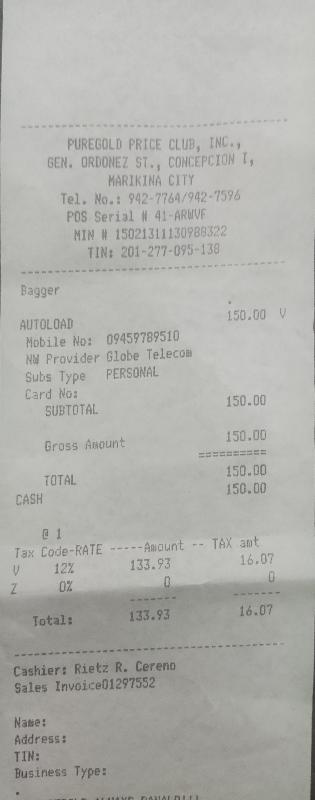 PUREGOLD PRICE CLUB, INC.,
GEN. ORDONEZ ST., CONCEPCION I,
MARIKINA CITY
Tel. No.: 942-7764/942-7596
POS Serial # 41-ARWVF
MIN # 15021311130988322
TIN: 201-277-095-138
Bagger
AUTOLOAD 150.00 V
Mobile No: 09459789510
NW Provider Globe Telecom
Subs Type PERSONAL
Card No:
SUBTOTAL 150.00
Gross Amount 150.00
==========
TOTAL 150.00
CASH 150.00
@ 1
Tax Code-RATE -----Amount -- TAX amt
V 12% 133.93 16.07
Z 0% 0 0
Total: 133.93 16.07
Cashier: Rietz R. Cereno
Sales Invoice01297552
Name:
Address:
TIN:
Business Type: